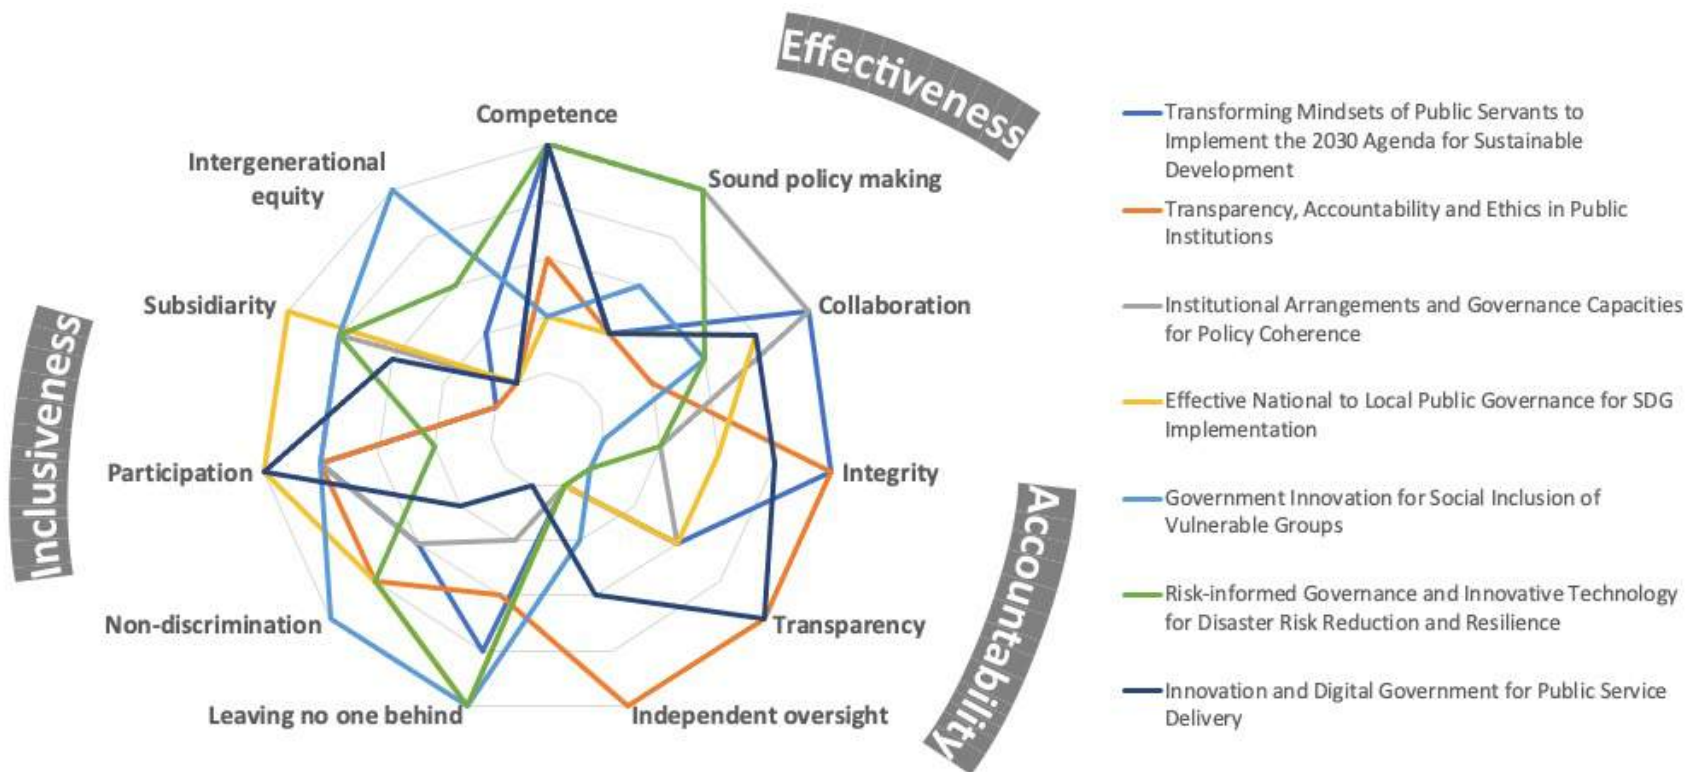 Effectiveness
Competence
Intergenerational
equity
Sound policy making
Subsidiarity
Collaboration
Inclusiveness
Participation
Integrity
Accountability
Non-discrimination
Transparency
Leaving no one behind
Independent oversight
Transforming Mindsets of Public Servants to
Implement the 2030 Agenda for Sustainable
Development
Transparency, Accountability and Ethics in Public
Institutions
Institutional Arrangements and Governance Capacities
for Policy Coherence
Effective National to Local Public Governance for SDG
Implementation
Government Innovation for Social Inclusion of
Vulnerable Groups
Risk-informed Governance and Innovative Technology
for Disaster Risk Reduction and Resilience
Innovation and Digital Government for Public Service
Delivery